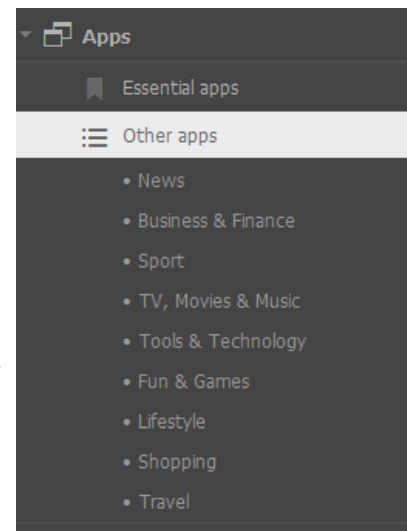 Apps
Essential apps
Other apps
• News
• Business & Finance
• Sport
• TV, Movies & Music
• Tools & Technology
• Fun & Games
• Lifestyle
• Shopping
• Travel